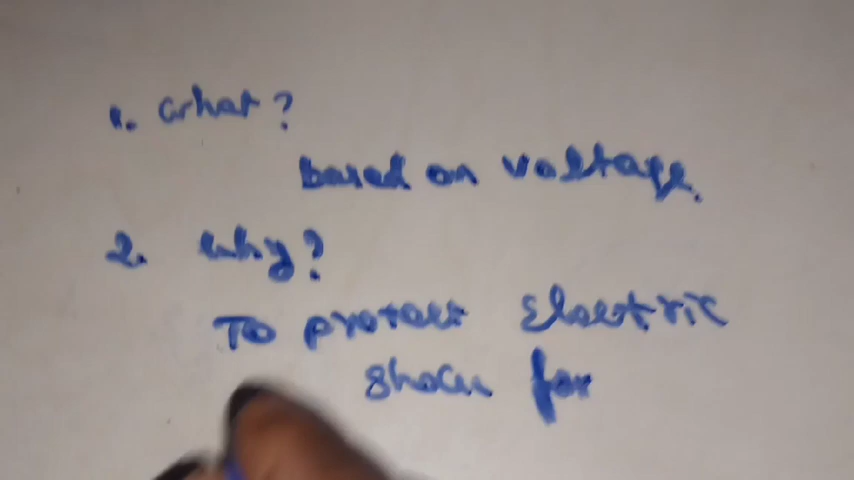 1. what?
based on voltage.
2. why?
To protect Electric
shock for